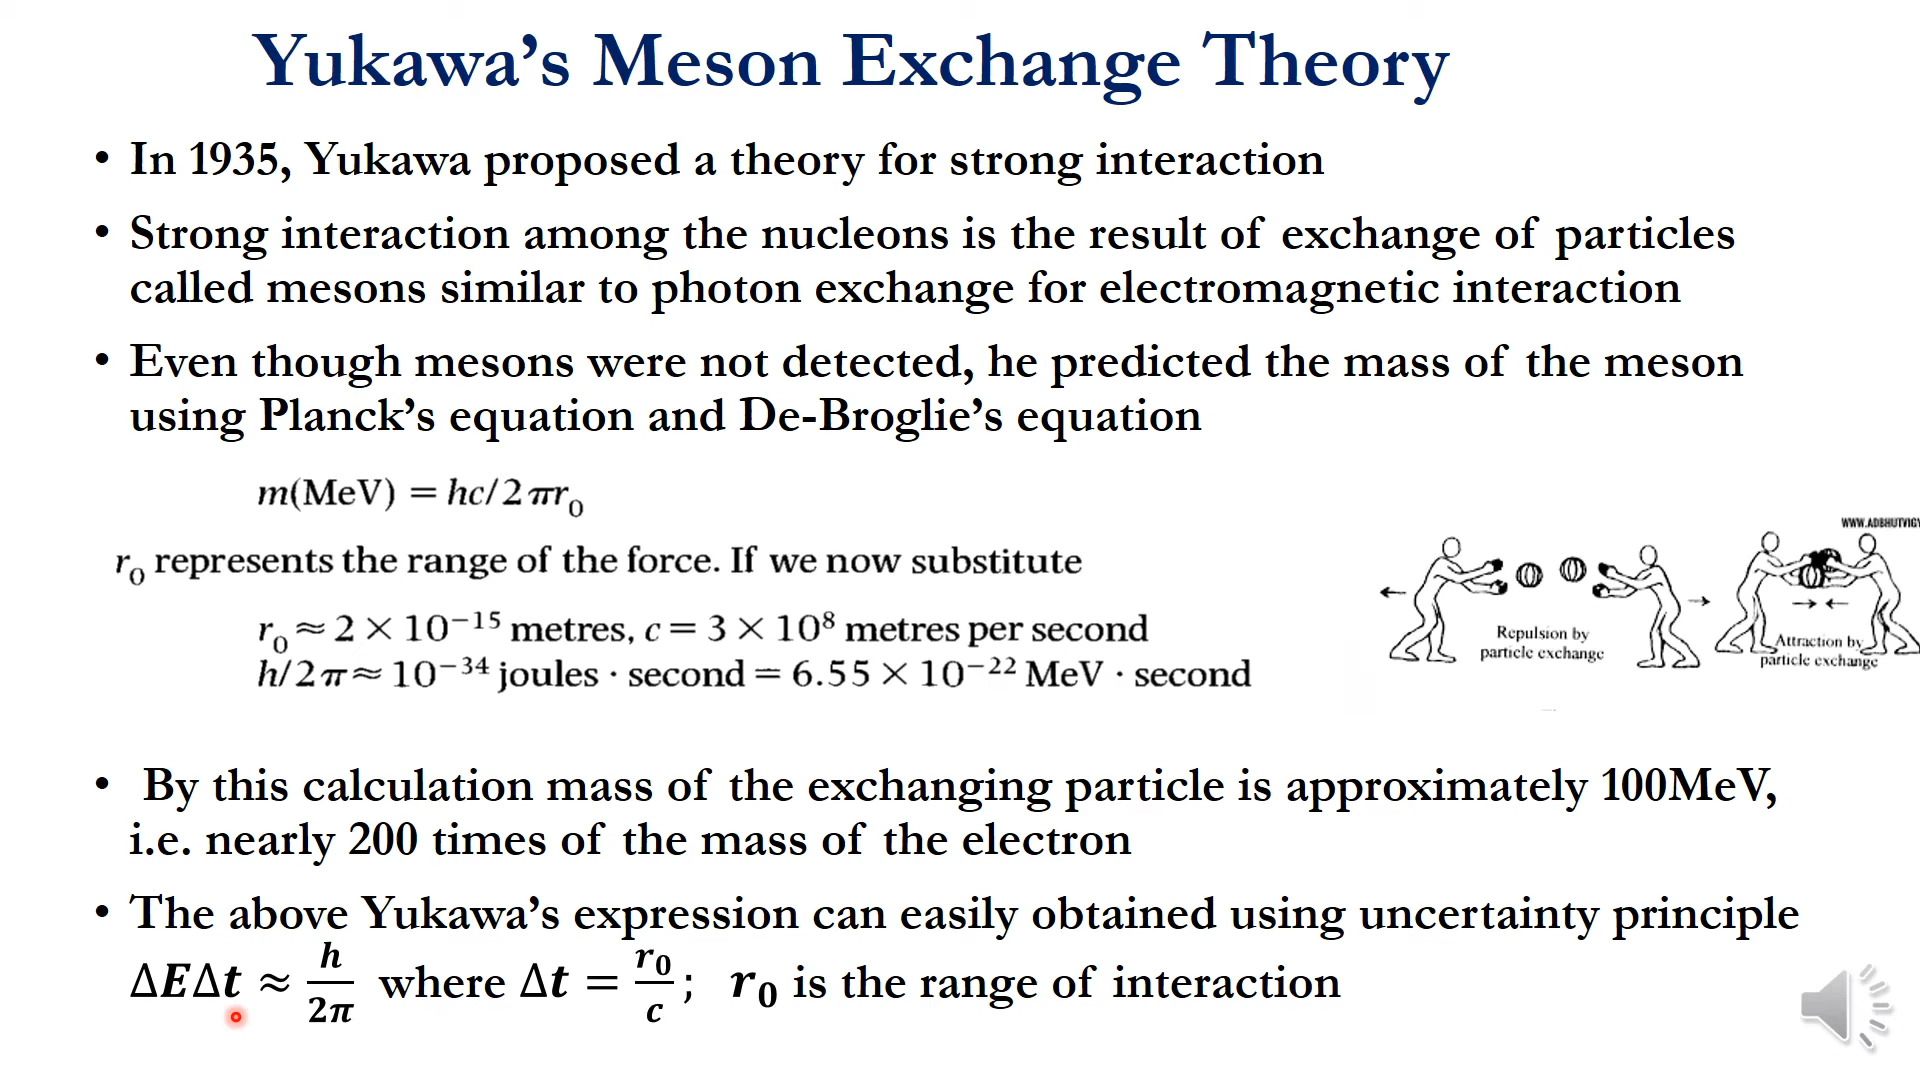 Yukawa’s Meson Exchange Theory
• In 1935, Yukawa proposed a theory for strong interaction
• Strong interaction among the nucleons is the result of exchange of particles
called mesons similar to photon exchange for electromagnetic interaction
• Even though mesons were not detected, he predicted the mass of the meson
using Planck’s equation and De-Broglie’s equation
m(MeV) = hc/2πr₀
r₀ represents the range of the force. If we now substitute
r₀ ≈ 2 × 10⁻¹⁵ metres, c = 3 × 10⁸ metres per second
h/2π ≈ 10⁻³⁴ joules · second = 6.55 × 10⁻²² MeV · second
WWW.ADBHUTVIGY
Repulsion by
particle exchange
Attraction by
particle exchange
• By this calculation mass of the exchanging particle is approximately 100MeV,
i.e. nearly 200 times of the mass of the electron
• The above Yukawa’s expression can easily obtained using uncertainty principle
ΔEΔt ≈ h/2π where Δt = r₀/c; r₀ is the range of interaction